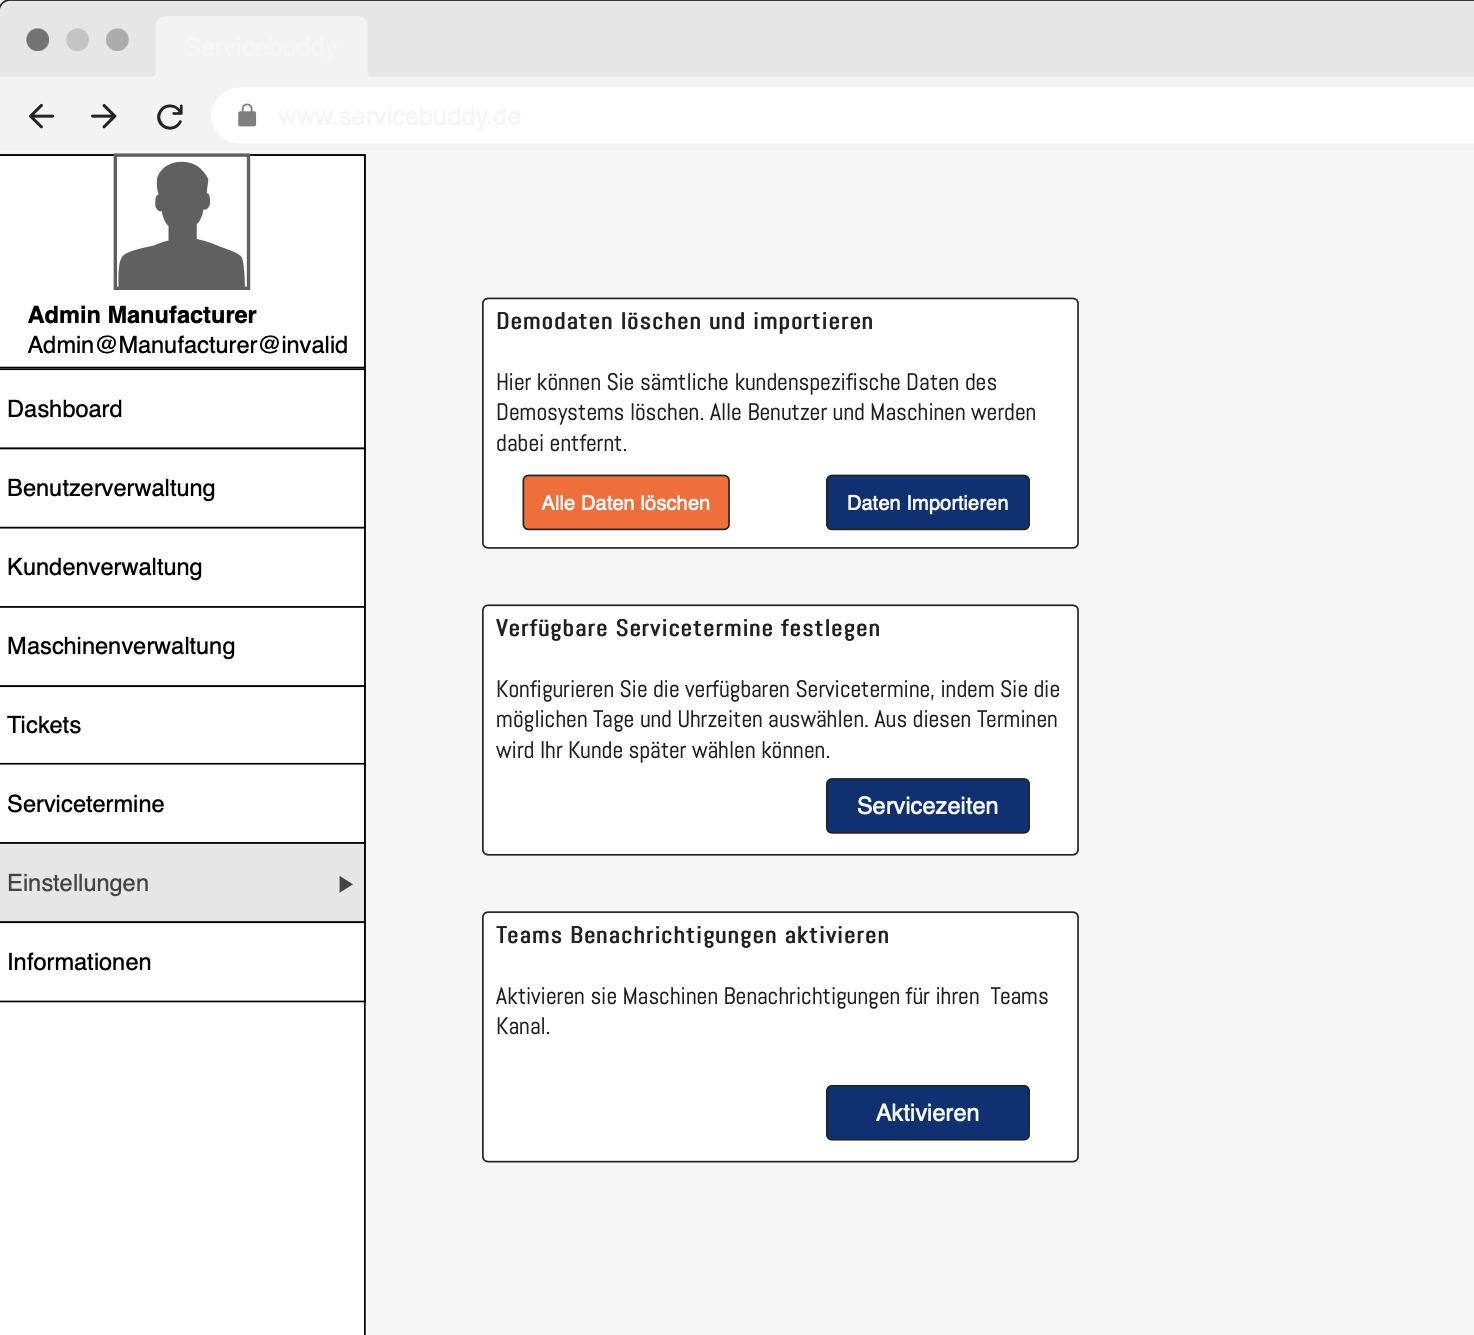 Servicebuddy
www.servicebuddy.de
Admin Manufacturer
Admin@Manufacturer@invalid
Dashboard
Benutzerverwaltung
Kundenverwaltung
Maschinenverwaltung
Tickets
Servicetermine
Einstellungen
Informationen
Demodaten löschen und importieren
Hier können Sie sämtliche kundenspezifische Daten des
Demosystems löschen. Alle Benutzer und Maschinen werden
dabei entfernt.
Alle Daten löschen
Daten Importieren
Verfügbare Servicetermine festlegen
Konfigurieren Sie die verfügbaren Servicetermine, indem Sie die
möglichen Tage und Uhrzeiten auswählen. Aus diesen Terminen
wird Ihr Kunde später wählen können.
Servicezeiten
Teams Benachrichtigungen aktivieren
Aktivieren sie Maschinen Benachrichtigungen für ihren  Teams
Kanal.
Aktivieren